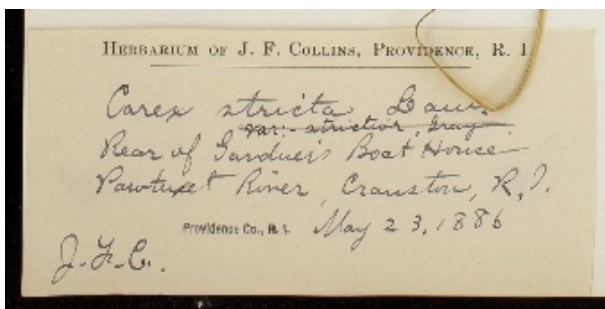 HERBARIUM OF J. F. COLLINS, PROVIDENCE, R. I.
Carex stricta Lam.
var. strictior, Gray
Rear of Gardner's Boat House
Pawtuxet River, Cranston, R.I.
Providence Co., R. I. May 23, 1886
J.F.C.